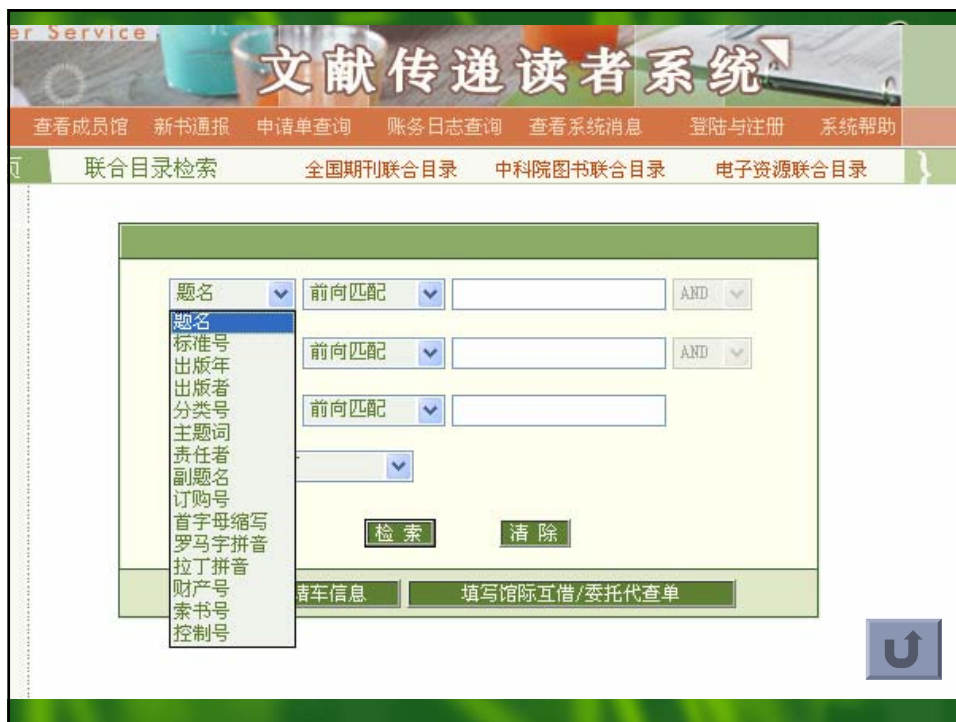 er Service
文献传递读者系统
查看成员馆 新书通报 申请单查询 账务日志查询 查看系统消息 登陆与注册 系统帮助
页 联合目录检索 全国期刊联合目录 中科院图书联合目录 电子资源联合目录
题名 前向匹配 AND
题名
标准号
前向匹配 AND
出版年
出版者
分类号
前向匹配
主题词
责任者
副题名
订购号
首字母缩写
检 索 清 除
罗马字拼音
拉丁拼音
财产号
车信息 填写馆际互借/委托代查单
索书号
控制号